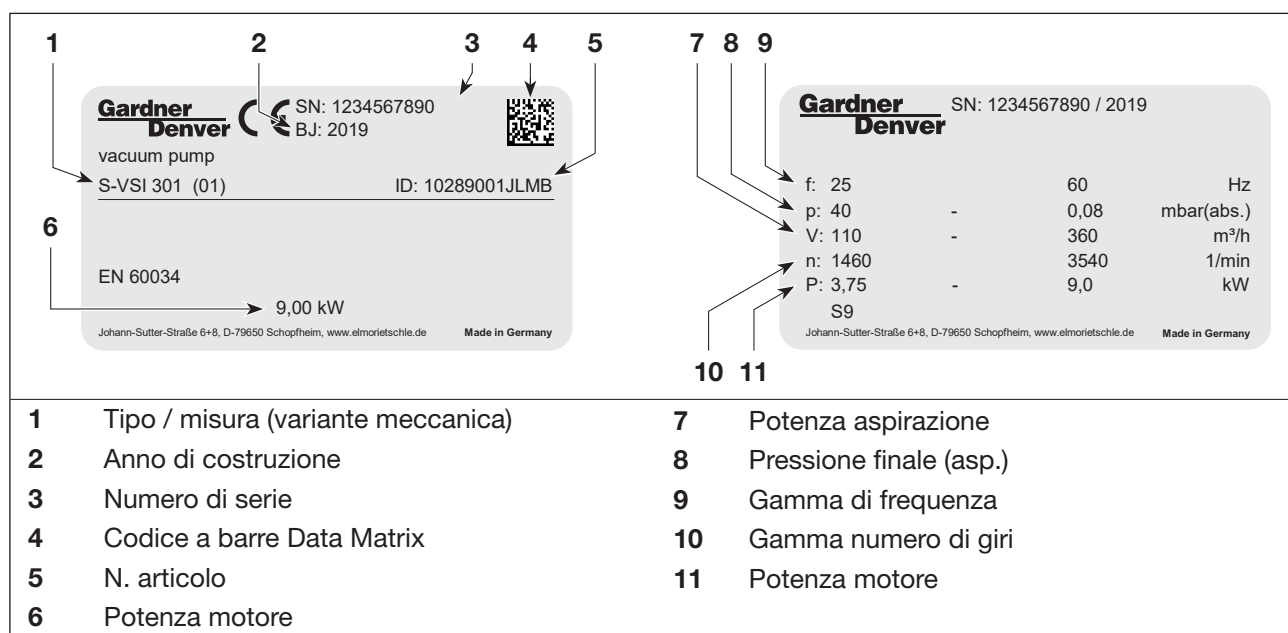 1 2 3 4 5 7 8 9
Gardner
Denver
CE
SN: 1234567890
BJ: 2019
vacuum pump
S-VSI 301 (01) ID: 10289001JLMB
6
EN 60034
9,00 kW
Johann-Sutter-Straße 6+8, D-79650 Schopfheim, www.elmorietschle.de Made in Germany
Gardner
Denver
SN: 1234567890 / 2019
f: 25 60 Hz
p: 40 - 0,08 mbar(abs.)
V: 110 - 360 m³/h
n: 1460 3540 1/min
P: 3,75 - 9,0 kW
S9
Johann-Sutter-Straße 6+8, D-79650 Schopfheim, www.elmorietschle.de Made in Germany
10 11
1 Tipo / misura (variante meccanica)
2 Anno di costruzione
3 Numero di serie
4 Codice a barre Data Matrix
5 N. articolo
6 Potenza motore
7 Potenza aspirazione
8 Pressione finale (asp.)
9 Gamma di frequenza
10 Gamma numero di giri
11 Potenza motore